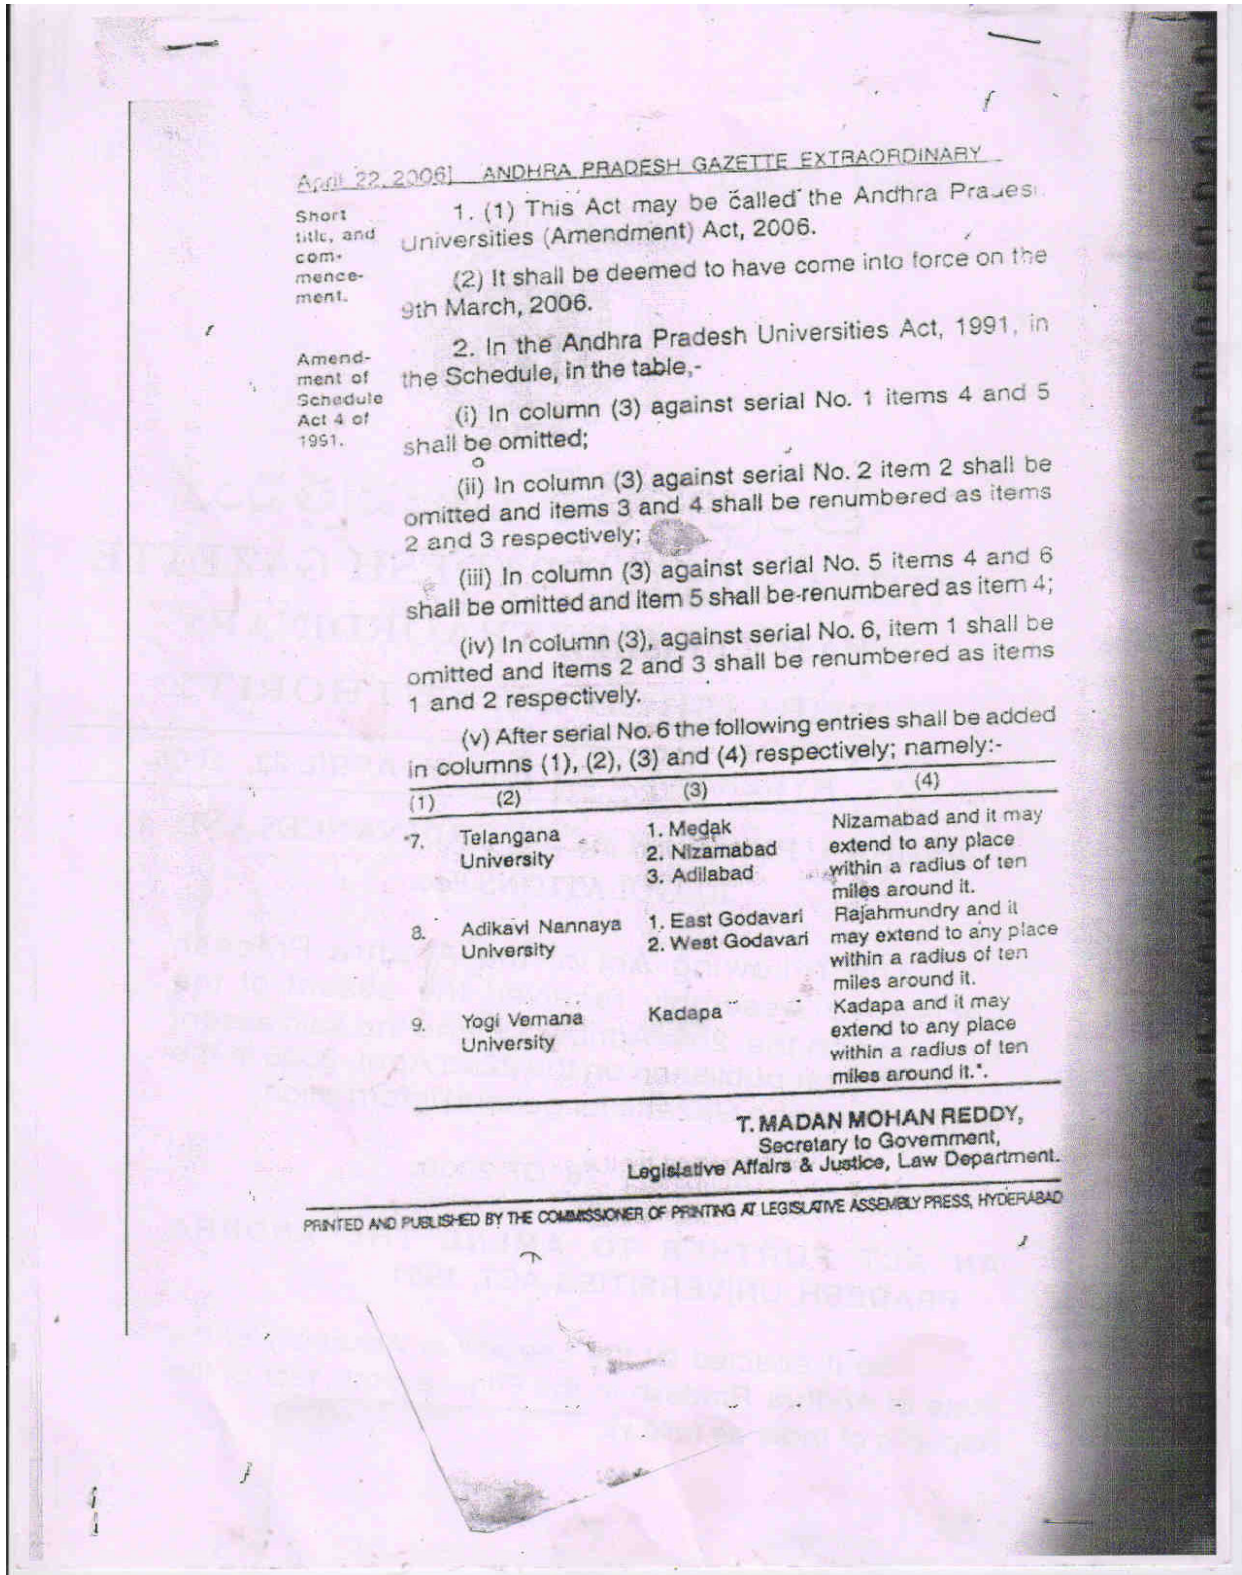 April 22, 2006] ANDHRA PRADESH GAZETTE EXTRAORDINARY
Short
title, and
com-
mence-
ment.
1. (1) This Act may be called the Andhra Pradesh
Universities (Amendment) Act, 2006.
(2) It shall be deemed to have come into force on the
9th March, 2006.
Amend-
ment of
Schedule
Act 4 of
1991.
2. In the Andhra Pradesh Universities Act, 1991, in
the Schedule, in the table,-
(i) In column (3) against serial No. 1 items 4 and 5
shall be omitted;
(ii) In column (3) against serial No. 2 item 2 shall be
omitted and items 3 and 4 shall be renumbered as items
2 and 3 respectively;
(iii) In column (3) against serial No. 5 items 4 and 6
shall be omitted and item 5 shall be renumbered as item 4;
(iv) In column (3), against serial No. 6, item 1 shall be
omitted and items 2 and 3 shall be renumbered as items
1 and 2 respectively.
(v) After serial No. 6 the following entries shall be added
in columns (1), (2), (3) and (4) respectively; namely:-
(1) (2) (3) (4)
"7. Telangana 1. Medak Nizamabad and it may
University 2. Nizamabad extend to any place
3. Adilabad within a radius of ten
miles around it.
8. Adikavi Nannaya 1. East Godavari Rajahmundry and it
University 2. West Godavari may extend to any place
within a radius of ten
miles around it.
9. Yogi Vemana Kadapa Kadapa and it may
University extend to any place
within a radius of ten
miles around it.".
T. MADAN MOHAN REDDY,
Secretary to Government,
Legislative Affairs & Justice, Law Department.
PRINTED AND PUBLISHED BY THE COMMISSIONER OF PRINTING AT LEGISLATIVE ASSEMBLY PRESS, HYDERABAD